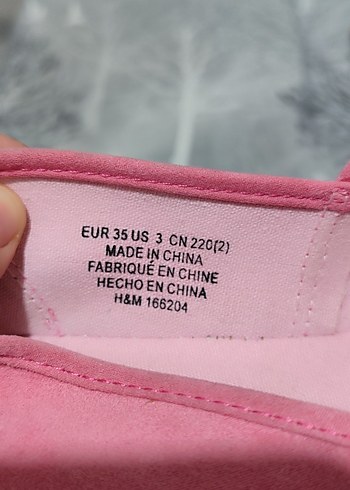 EUR 35 US 3 CN 220(2)
MADE IN CHINA
FABRIQUÉ EN CHINE
HECHO EN CHINA
H&M 166204